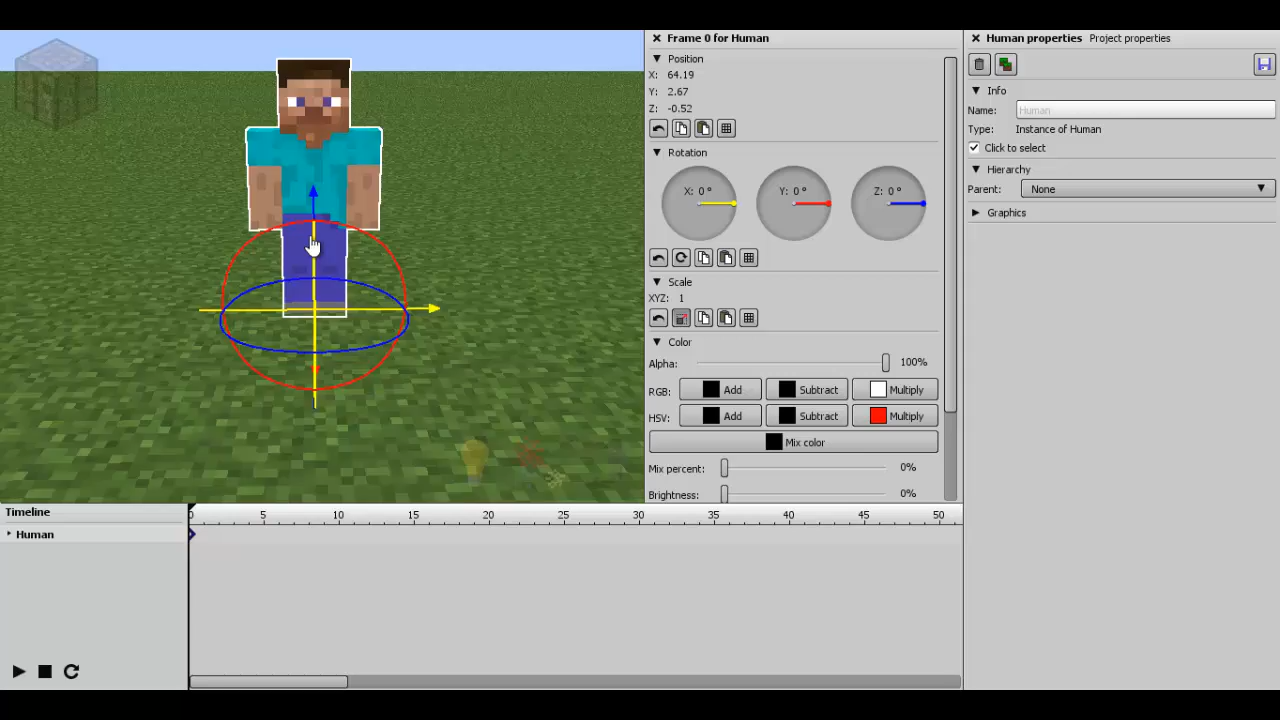 Frame 0 for Human
Position
X: 64.19
Y: 2.67
Z: -0.52
Rotation
X: 0 °
Y: 0 °
Z: 0 °
Scale
XYZ: 1
Color
Alpha: 100%
RGB: Add Subtract Multiply
HSV: Add Subtract Multiply
Mix color
Mix percent: 0%
Brightness: 0%
Human properties Project properties
Info
Name: Human
Type: Instance of Human
Click to select
Hierarchy
Parent: None
Graphics
Timeline
0 5 10 15 20 25 30 35 40 45 50
Human